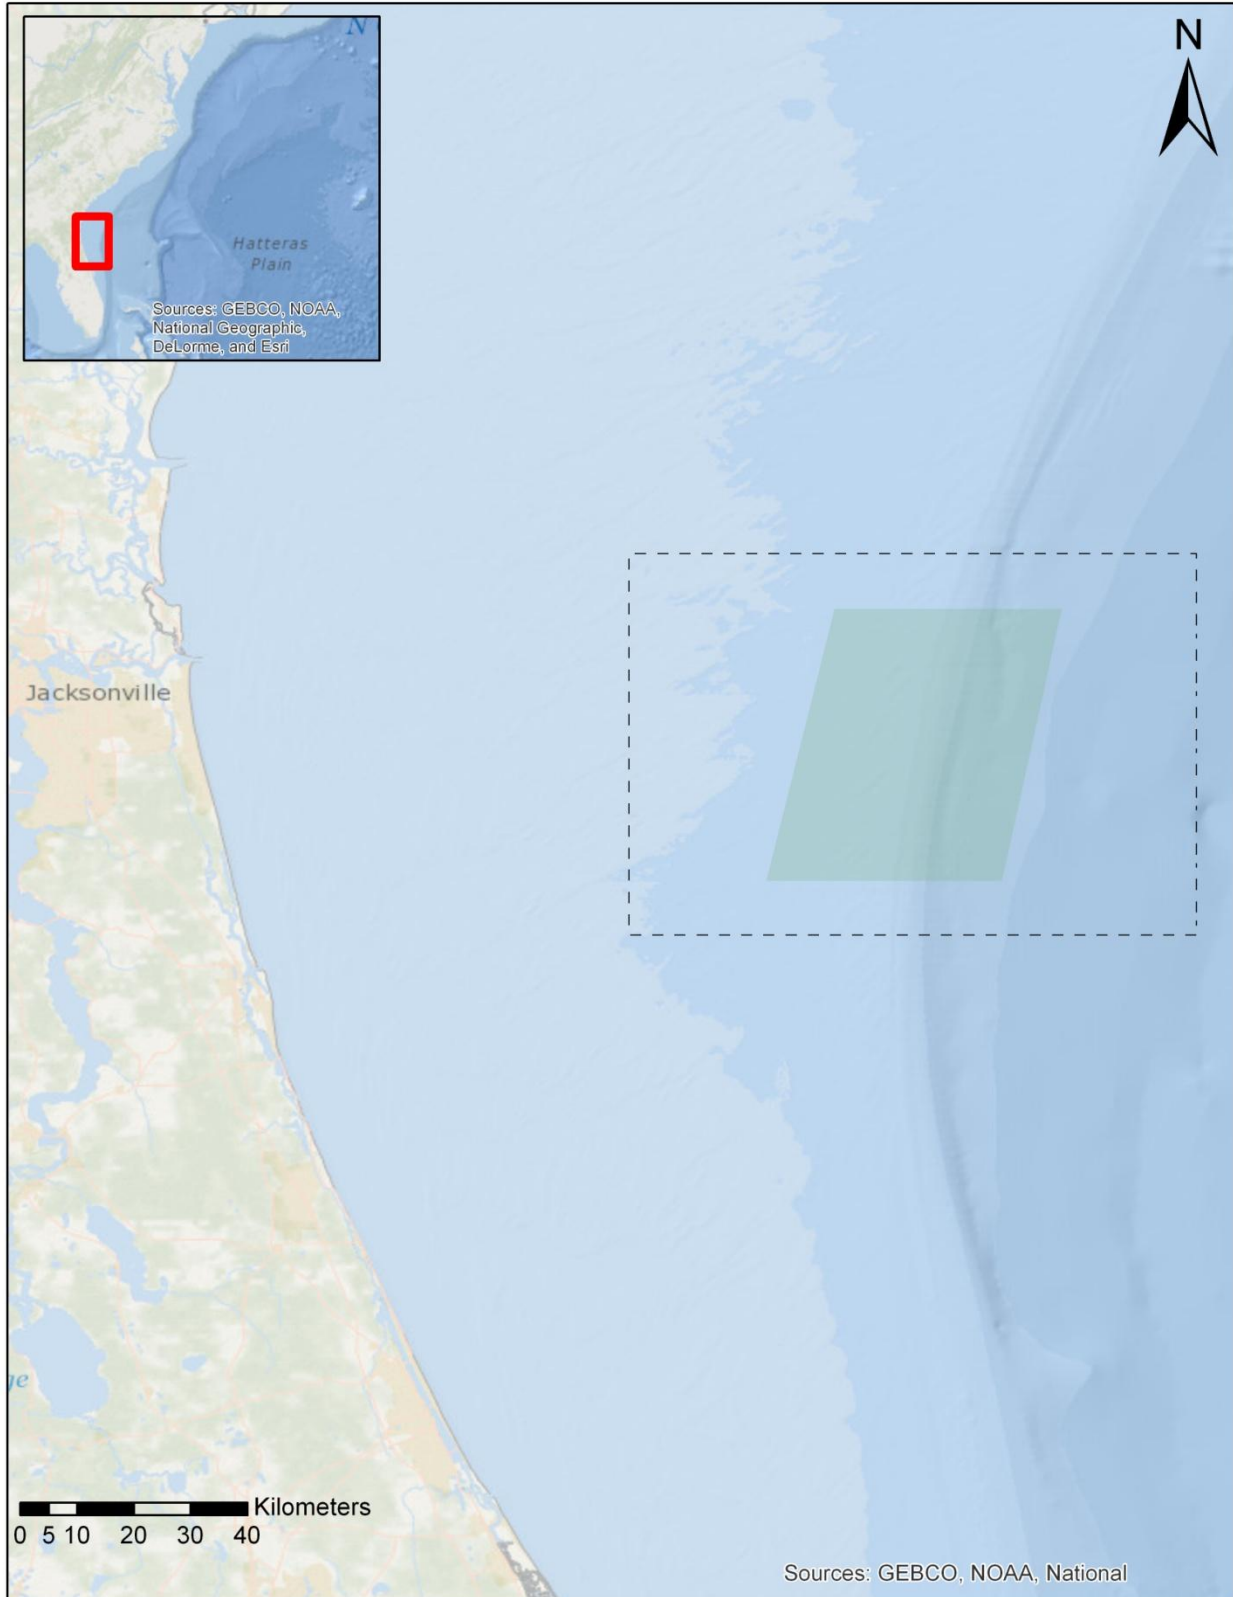 N
N
Hatteras
Plain
Sources: GEBCO, NOAA,
National Geographic,
DeLorme, and Esri
Jacksonville
ge
Kilometers
0 5 10 20 30 40
Sources: GEBCO, NOAA, National